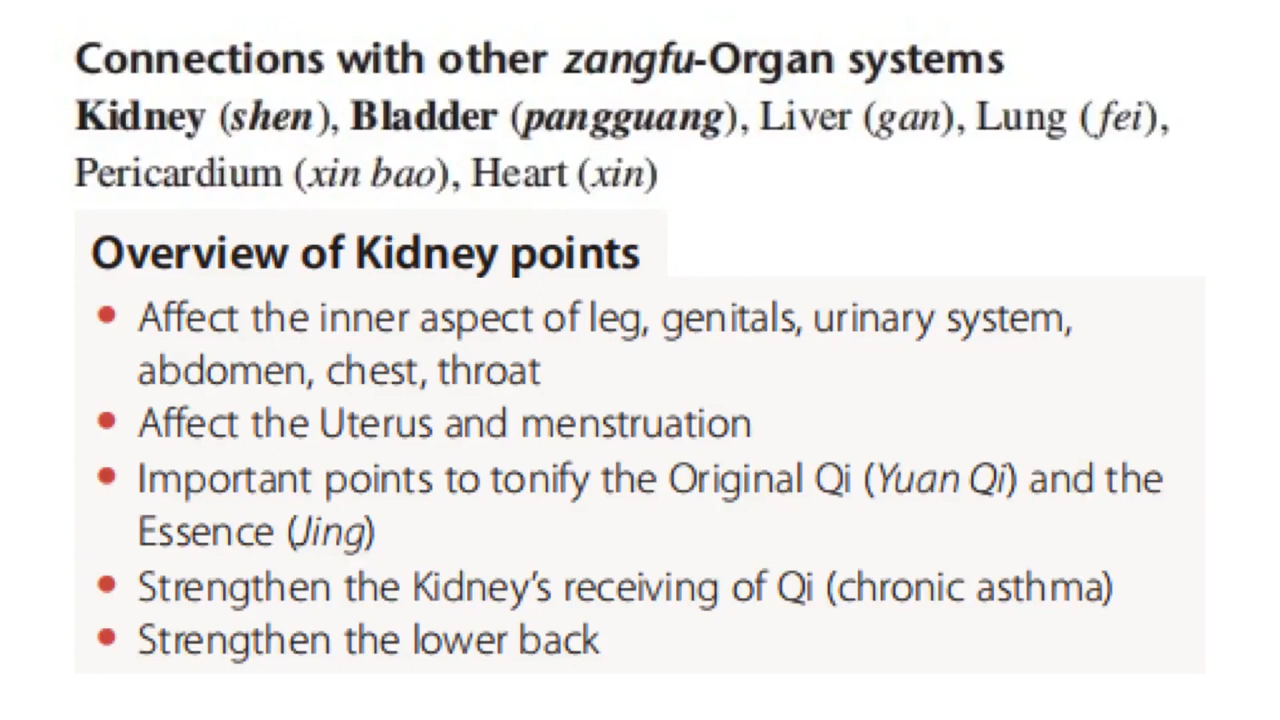 Connections with other zangfu-Organ systems
Kidney (shen), Bladder (pangguang), Liver (gan), Lung (fei),
Pericardium (xin bao), Heart (xin)
Overview of Kidney points
• Affect the inner aspect of leg, genitals, urinary system,
abdomen, chest, throat
• Affect the Uterus and menstruation
• Important points to tonify the Original Qi (Yuan Qi) and the
Essence (Jing)
• Strengthen the Kidney’s receiving of Qi (chronic asthma)
• Strengthen the lower back